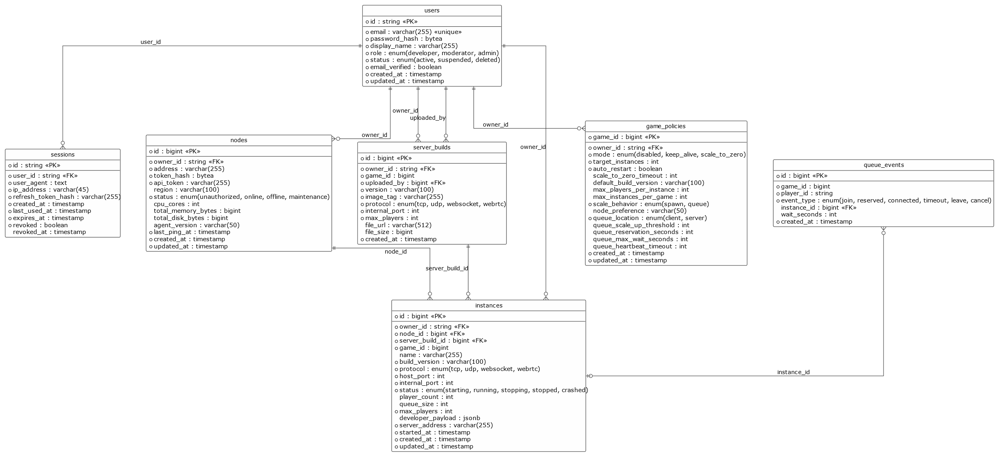 users
id : string «PK»
email : varchar(255) «unique»
password_hash : bytea
display_name : varchar(255)
role : enum(developer, moderator, admin)
status : enum(active, suspended, deleted)
email_verified : boolean
created_at : timestamp
updated_at : timestamp
user_id
owner_id
uploaded_by
owner_id
owner_id
owner_id
sessions
id : string «PK»
user_id : string «FK»
user_agent : text
ip_address : varchar(45)
refresh_token_hash : varchar(255)
created_at : timestamp
last_used_at : timestamp
expires_at : timestamp
revoked : boolean
revoked_at : timestamp
nodes
id : bigint «PK»
owner_id : string «FK»
address : varchar(255)
token_hash : bytea
api_token : varchar(255)
region : varchar(100)
status : enum(unauthorized, online, offline, maintenance)
cpu_cores : int
total_memory_bytes : bigint
total_disk_bytes : bigint
agent_version : varchar(50)
last_ping_at : timestamp
created_at : timestamp
updated_at : timestamp
server_builds
id : bigint «PK»
owner_id : string «FK»
game_id : bigint
uploaded_by : bigint «FK»
version : varchar(100)
image_tag : varchar(255)
protocol : enum(tcp, udp, websocket, webrtc)
internal_port : int
max_players : int
file_url : varchar(512)
file_size : bigint
created_at : timestamp
game_policies
game_id : bigint «PK»
owner_id : string «FK»
mode : enum(disabled, keep_alive, scale_to_zero)
target_instances : int
auto_restart : boolean
scale_to_zero_timeout : int
default_build_version : varchar(100)
max_players_per_instance : int
max_instances_per_game : int
scale_behavior : enum(spawn, queue)
node_preference : varchar(50)
queue_location : enum(client, server)
queue_scale_up_threshold : int
queue_reservation_seconds : int
queue_max_wait_seconds : int
queue_heartbeat_timeout : int
created_at : timestamp
updated_at : timestamp
queue_events
id : bigint «PK»
game_id : bigint
player_id : string
event_type : enum(join, reserved, connected, timeout, leave, cancel)
instance_id : bigint «FK»
wait_seconds : int
created_at : timestamp
node_id
server_build_id
instance_id
instances
id : bigint «PK»
owner_id : string «FK»
node_id : bigint «FK»
server_build_id : bigint «FK»
game_id : bigint
name : varchar(255)
build_version : varchar(100)
protocol : enum(tcp, udp, websocket, webrtc)
host_port : int
internal_port : int
status : enum(starting, running, stopping, stopped, crashed)
player_count : int
queue_size : int
max_players : int
developer_payload : jsonb
server_address : varchar(255)
started_at : timestamp
created_at : timestamp
updated_at : timestamp